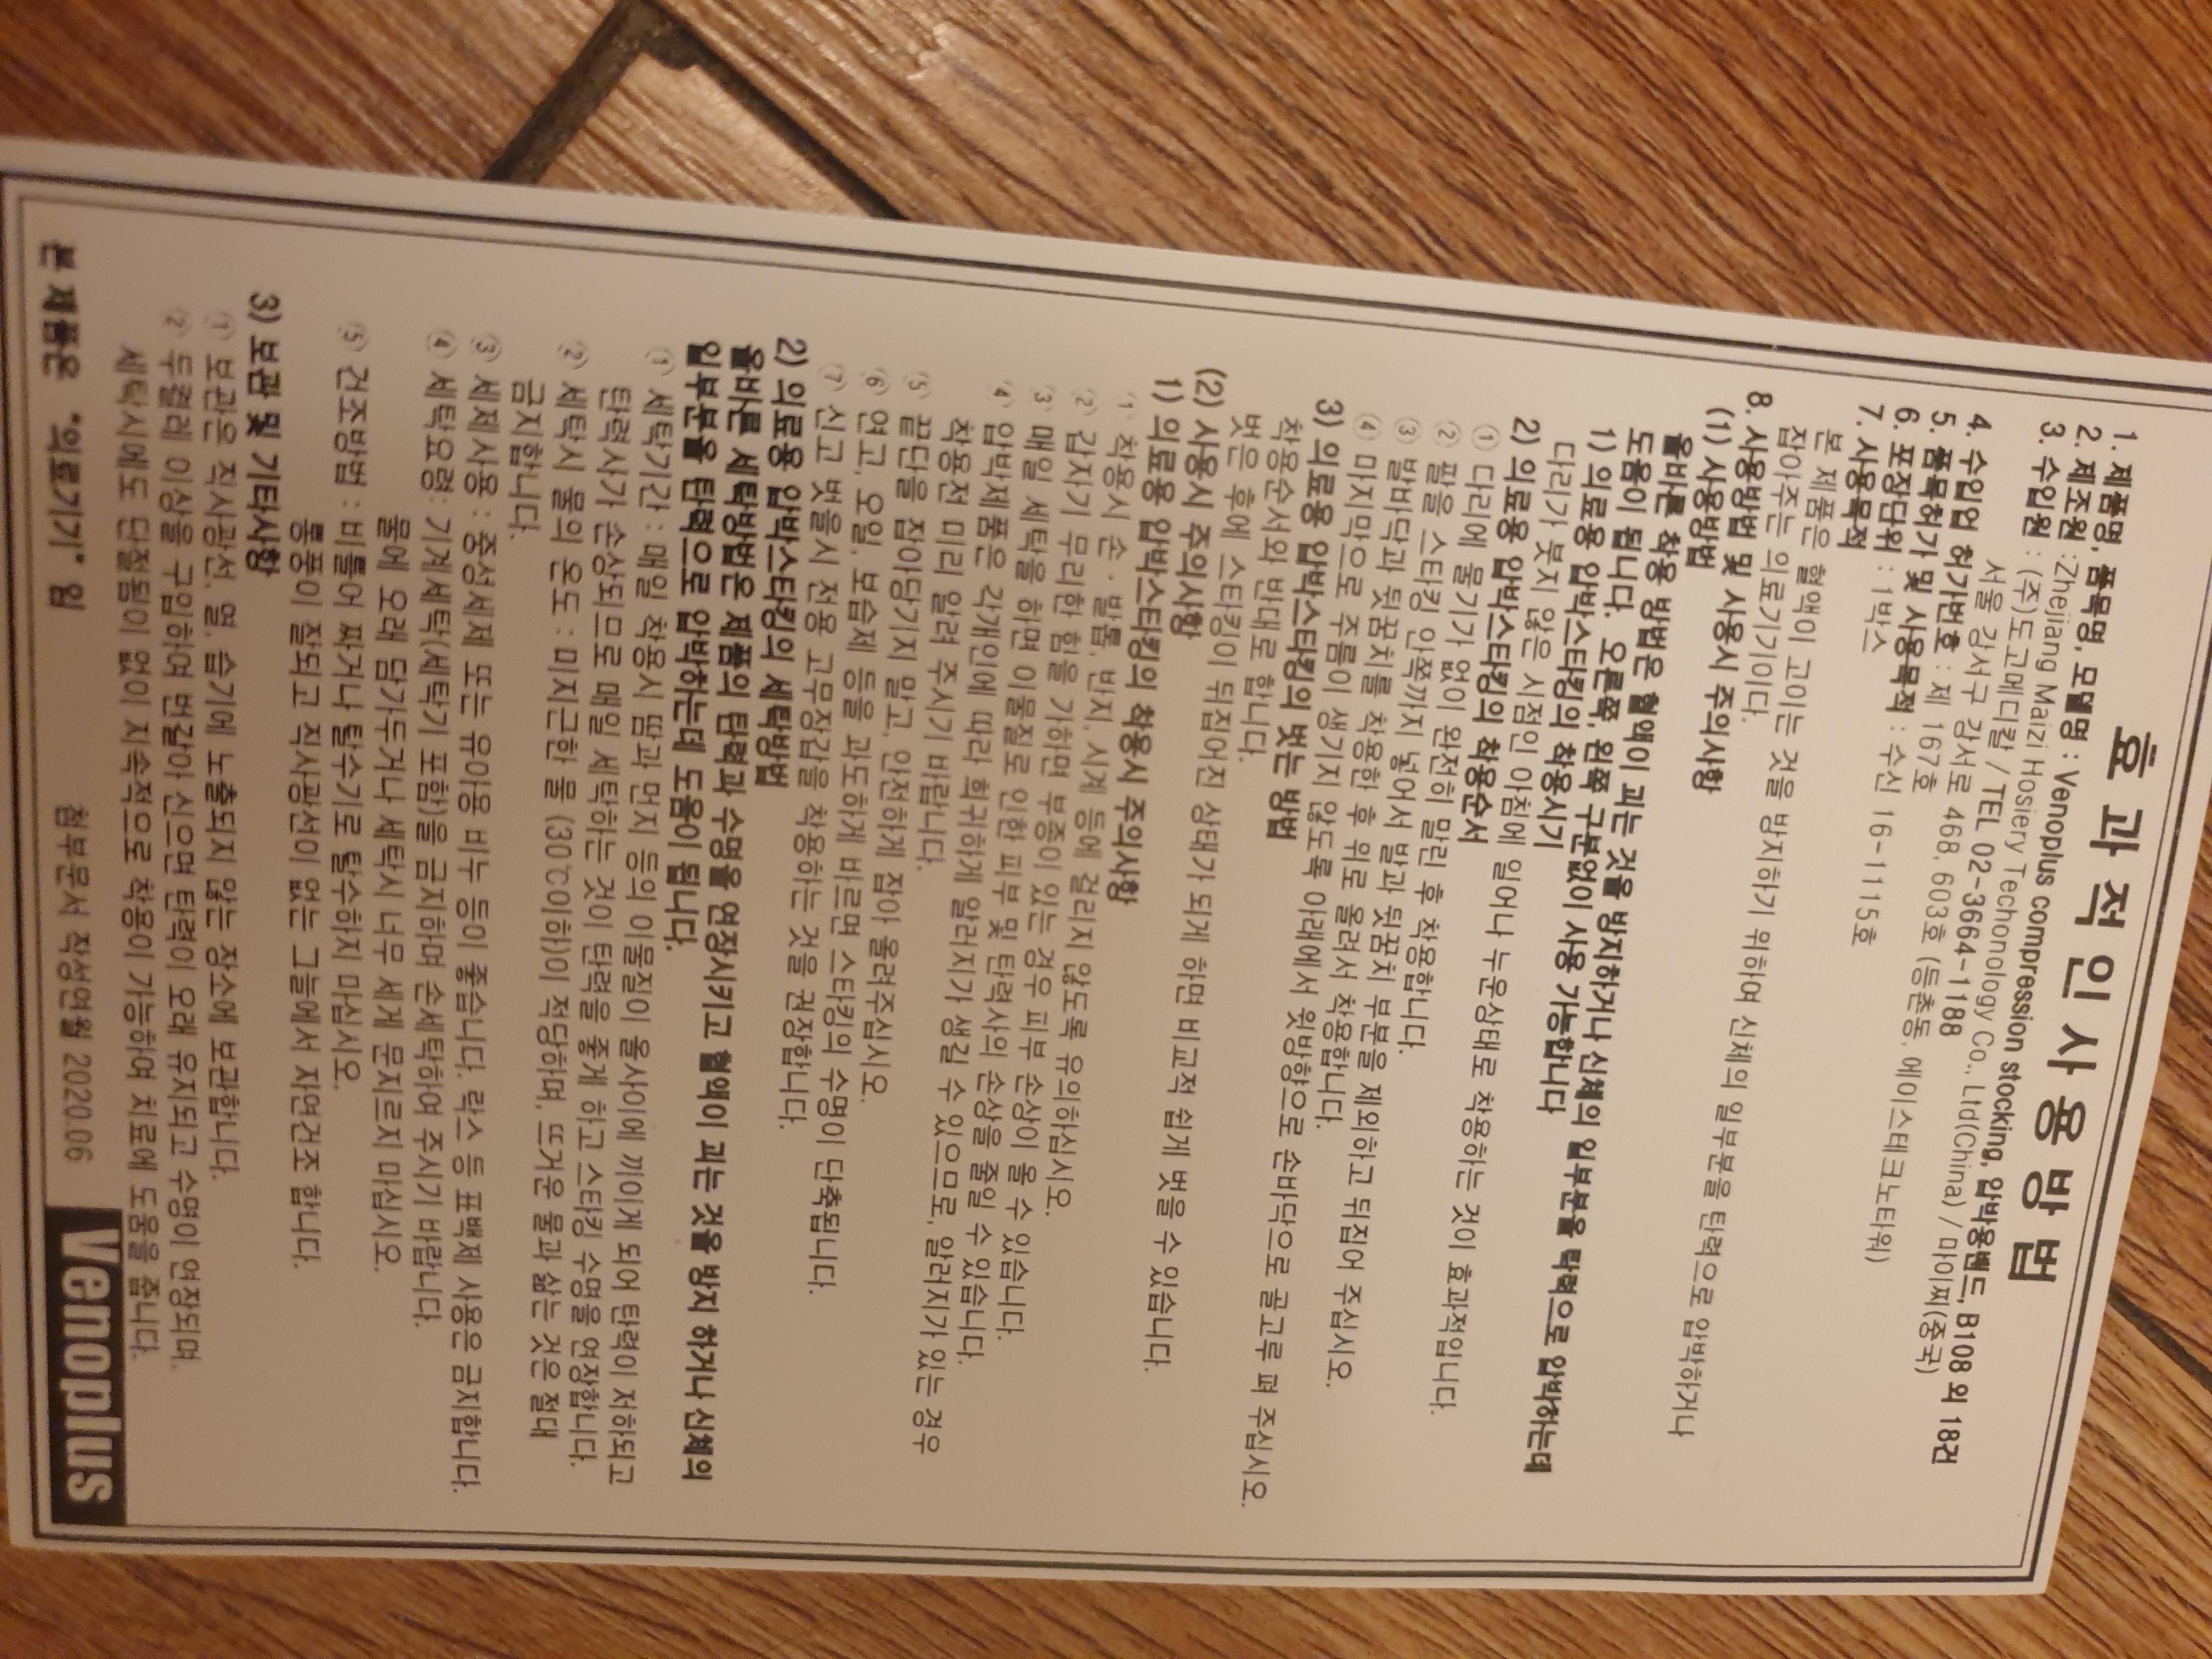 효과적인사용방법
1. 제품명, 품목명, 모델명 : Venoplus compression stocking, 압박용밴드, B108 외 18건
2. 제조원 : Zhejiang Maizi Hosiery Techonology Co., Ltd(China) / 마이찌(중국)
3. 수입원 : (주)도고메디칼 / TEL 02-3664-1188
서울 강서구 강서로 468, 603호 (등촌동, 에이스테크노타워)
4. 수입업 허가번호 : 제 167호
5. 품목허가 및 사용목적 : 수신 16-1115호
6. 포장단위 : 1박스
7. 사용목적
본 제품은 혈액이 고이는 것을 방지하기 위하여 신체의 일부분을 탄력으로 압박하거나
잡아주는 의료기기이다.
8. 사용방법 및 사용시 주의사항
(1) 사용방법
올바른 착용 방법은 혈액이 괴는 것을 방지하거나 신체의 일부분을 탄력으로 압박하는데
도움이 됩니다. 오른쪽, 왼쪽 구분없이 사용 가능합니다
1) 의료용 압박스타킹의 착용시기
다리가 붓지 않은 시점인 아침에 일어나 누운상태로 착용하는 것이 효과적입니다.
2) 의료용 압박스타킹의 착용순서
① 다리에 물기가 없이 완전히 말린 후 착용합니다.
② 팔을 스타킹 안쪽까지 넣어서 발과 뒷꿈치 부분을 제외하고 뒤집어 주십시오.
③ 발바닥과 뒷꿈치를 착용한 후 위로 올려서 착용합니다.
④ 마지막으로 주름이 생기지 않도록 아래에서 윗방향으로 손바닥으로 골고루 펴 주십시오.
3) 의료용 압박스타킹의 벗는 방법
착용순서와 반대로 합니다.
벗은 후에 스타킹이 뒤집어진 상태가 되게 하면 비교적 쉽게 벗을 수 있습니다.
(2) 사용시 주의사항
1) 의료용 압박스타킹의 착용시 주의사항
① 착용시 손·발톱, 반지, 시계 등에 걸리지 않도록 유의하십시오.
② 갑자기 무리한 힘을 가하면 부종이 있는 경우 피부 손상이 올 수 있습니다.
③ 매일 세탁을 하면 이물질로 인한 피부 및 탄력사의 손상을 줄일 수 있습니다.
④ 압박제품은 각개인에 따라 희귀하게 알러지가 생길 수 있으므로, 알러지가 있는 경우
착용전 미리 알려 주시기 바랍니다.
⑤ 끝단을 잡아당기지 말고, 안전하게 잡아 올려주십시오.
⑥ 연고, 오일, 보습제 등을 과도하게 바르면 스타킹의 수명이 단축됩니다.
⑦ 신고 벗을시 전용 고무장갑을 착용하는 것을 권장합니다.
2) 의료용 압박스타킹의 세탁방법
올바른 세탁방법은 제품의 탄력과 수명을 연장시키고 혈액이 괴는 것을 방지 하거나 신체의
일부분을 탄력으로 압박하는데 도움이 됩니다.
① 세탁기간 : 매일 착용시 땀과 먼지 등의 이물질이 올사이에 끼이게 되어 탄력이 저하되고
탄력사가 손상되므로 매일 세탁하는 것이 탄력을 좋게 하고 스타킹 수명을 연장합니다.
② 세탁시 물의 온도 : 미지근한 물 (30℃이하)이 적당하며, 뜨거운 물과 삶는 것은 절대
금지합니다.
③ 세제사용 : 중성세제 또는 유아용 비누 등이 좋습니다. 락스 등 표백제 사용은 금지합니다.
④ 세탁요령: 기계세탁(세탁기 포함)을 금지하며 손세탁하여 주시기 바랍니다.
물에 오래 담가두거나 세탁시 너무 세게 문지르지 마십시오.
⑤ 건조방법 : 비틀어 짜거나 탈수기로 탈수하지 마십시오.
통풍이 잘되고 직사광선이 없는 그늘에서 자연건조 합니다.
3) 보관 및 기타사항
① 보관은 직사광선, 열, 습기에 노출되지 않는 장소에 보관합니다.
② 두컬레 이상을 구입하여 번갈아 신으면 탄력이 오래 유지되고 수명이 연장되며,
세탁시에도 단절됨이 없이 지속적으로 착용이 가능하여 치료에 도움을 줍니다.
본 제품은 "의료기기" 임 첨부문서 작성연월 2020.06 Venoplus